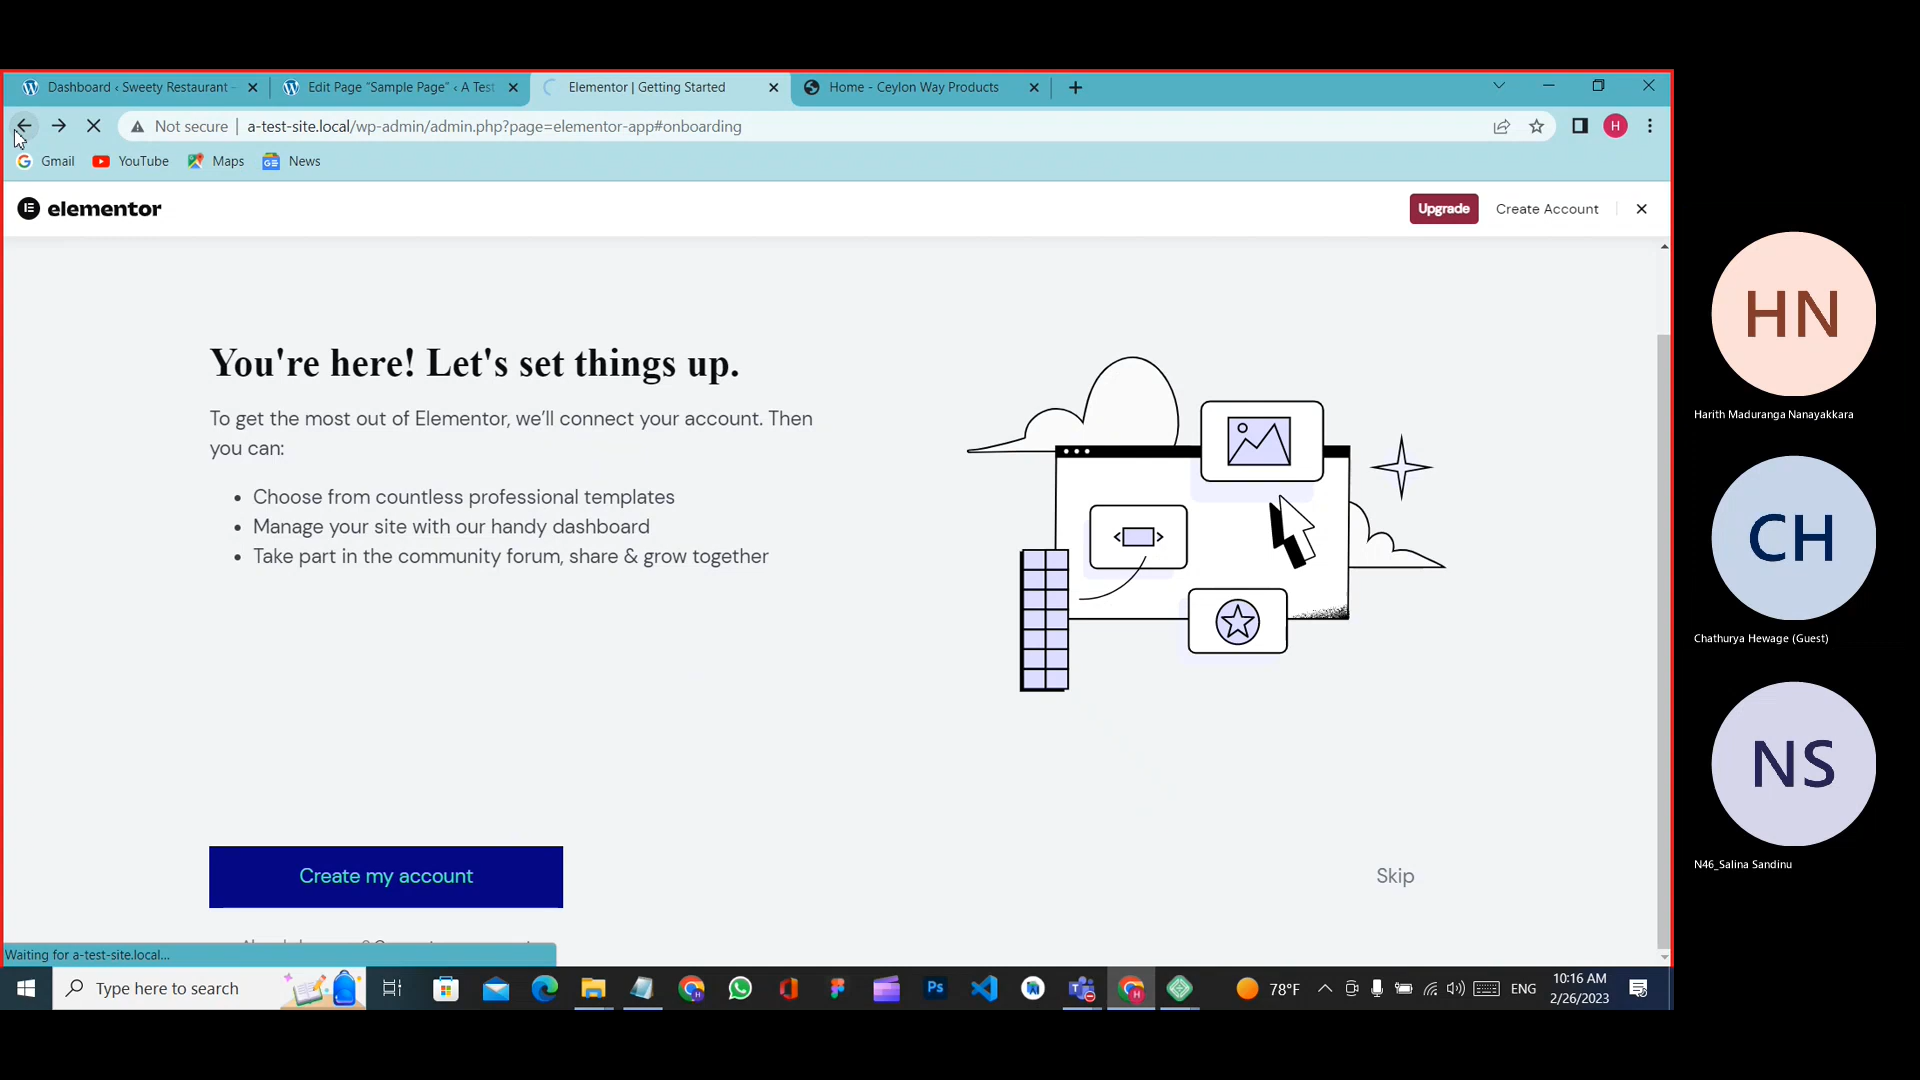 Dashboard ‹ Sweety Restaurant -
Edit Page "Sample Page" ‹ A Test
Elementor | Getting Started
Home - Ceylon Way Products
Not secure
a-test-site.local/wp-admin/admin.php?page=elementor-app#onboarding
H
Gmail
YouTube
Maps
News
elementor
Upgrade
Create Account
You're here! Let's set things up.
To get the most out of Elementor, we'll connect your account. Then
you can:
• Choose from countless professional templates
• Manage your site with our handy dashboard
• Take part in the community forum, share & grow together
Create my account
Skip
Waiting for a-test-site.local...
Type here to search
Ps
78°F
ENG
10:16 AM
2/26/2023
HN
Harith Maduranga Nanayakkara
CH
Chathurya Hewage (Guest)
NS
N46_Salina Sandinu